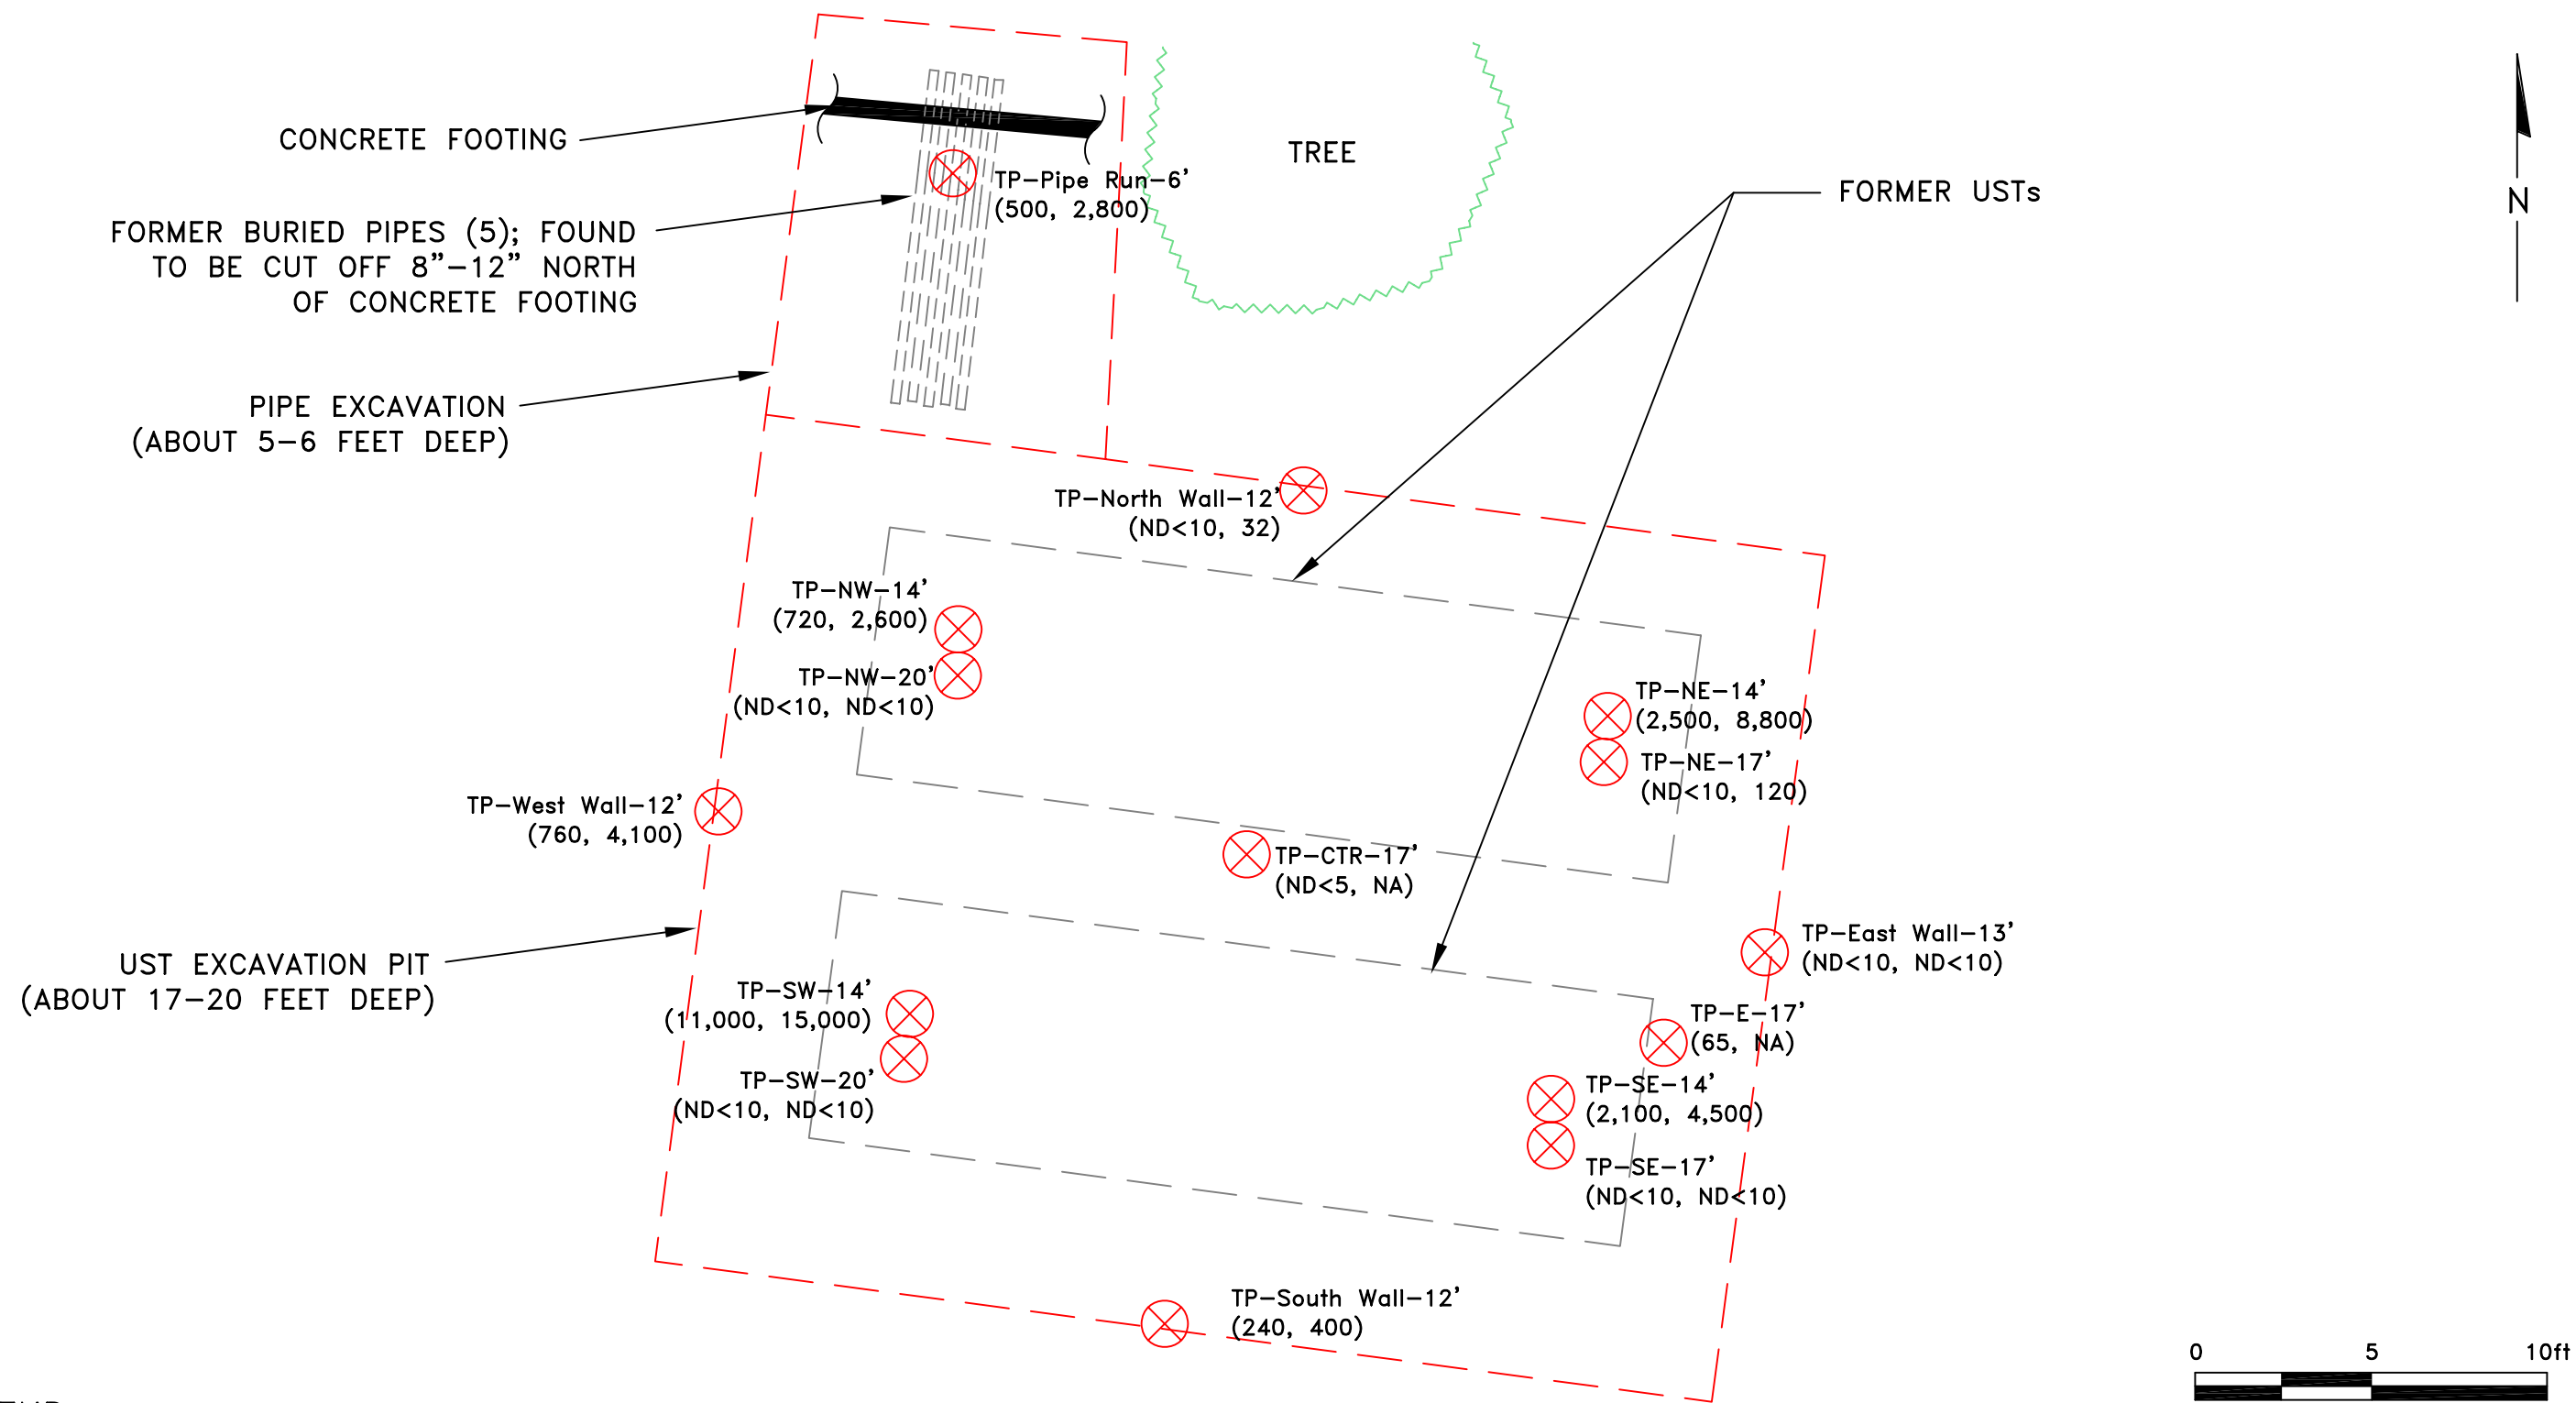 CONCRETE FOOTING
TREE
TP-Pipe Run-6'
(500, 2,800)
FORMER USTs
N
FORMER BURIED PIPES (5); FOUND
TO BE CUT OFF 8"-12" NORTH
OF CONCRETE FOOTING
PIPE EXCAVATION
(ABOUT 5-6 FEET DEEP)
TP-North Wall-12'
(ND<10, 32)
TP-NW-14'
(720, 2,600)
TP-NW-20'
(ND<10, ND<10)
TP-NE-14'
(2,500, 8,800)
TP-NE-17'
(ND<10, 120)
TP-West Wall-12'
(760, 4,100)
TP-CTR-17'
(ND<5, NA)
TP-East Wall-13'
(ND<10, ND<10)
UST EXCAVATION PIT
(ABOUT 17-20 FEET DEEP)
TP-SW-14'
(11,000, 15,000)
TP-SW-20'
(ND<10, ND<10)
TP-E-17'
(65, NA)
TP-SE-14'
(2,100, 4,500)
TP-SE-17'
(ND<10, ND<10)
TP-South Wall-12'
(240, 400)
0 5 10ft